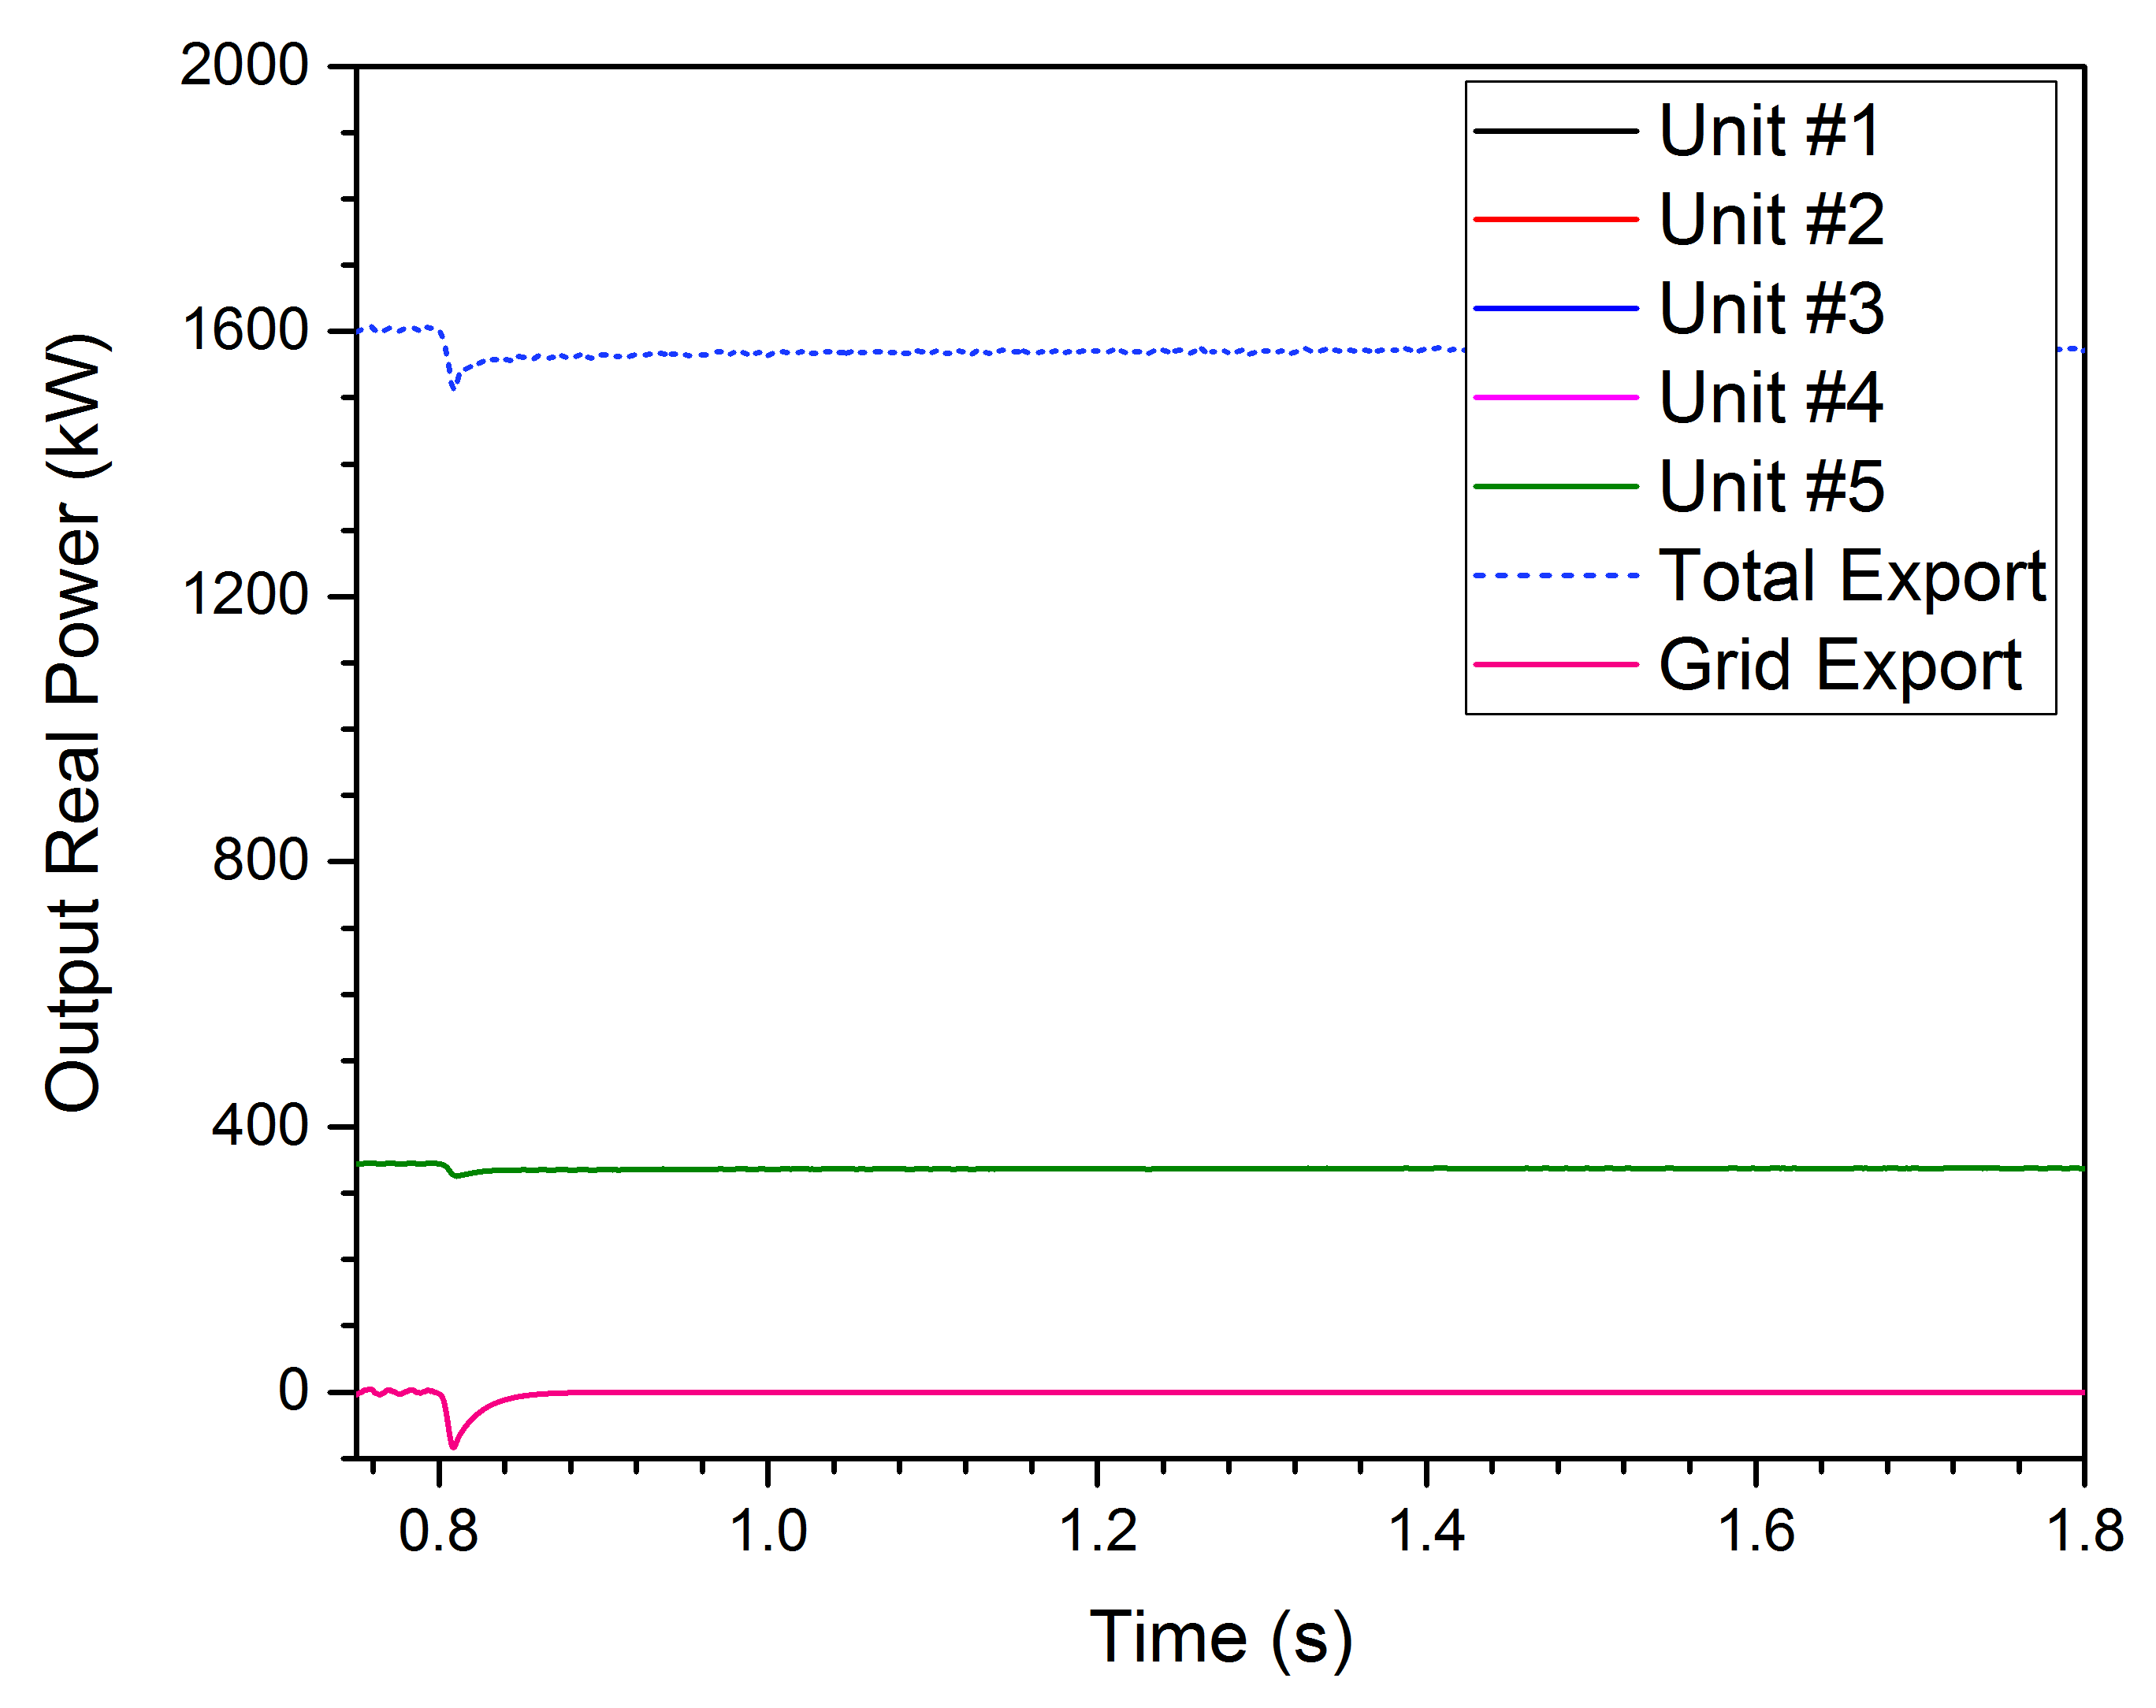 2000
1600
1200
800
400
0
Output Real Power (kW)
Unit #1
Unit #2
Unit #3
Unit #4
Unit #5
Total Export
Grid Export
0.8 1.0 1.2 1.4 1.6 1.8
Time (s)